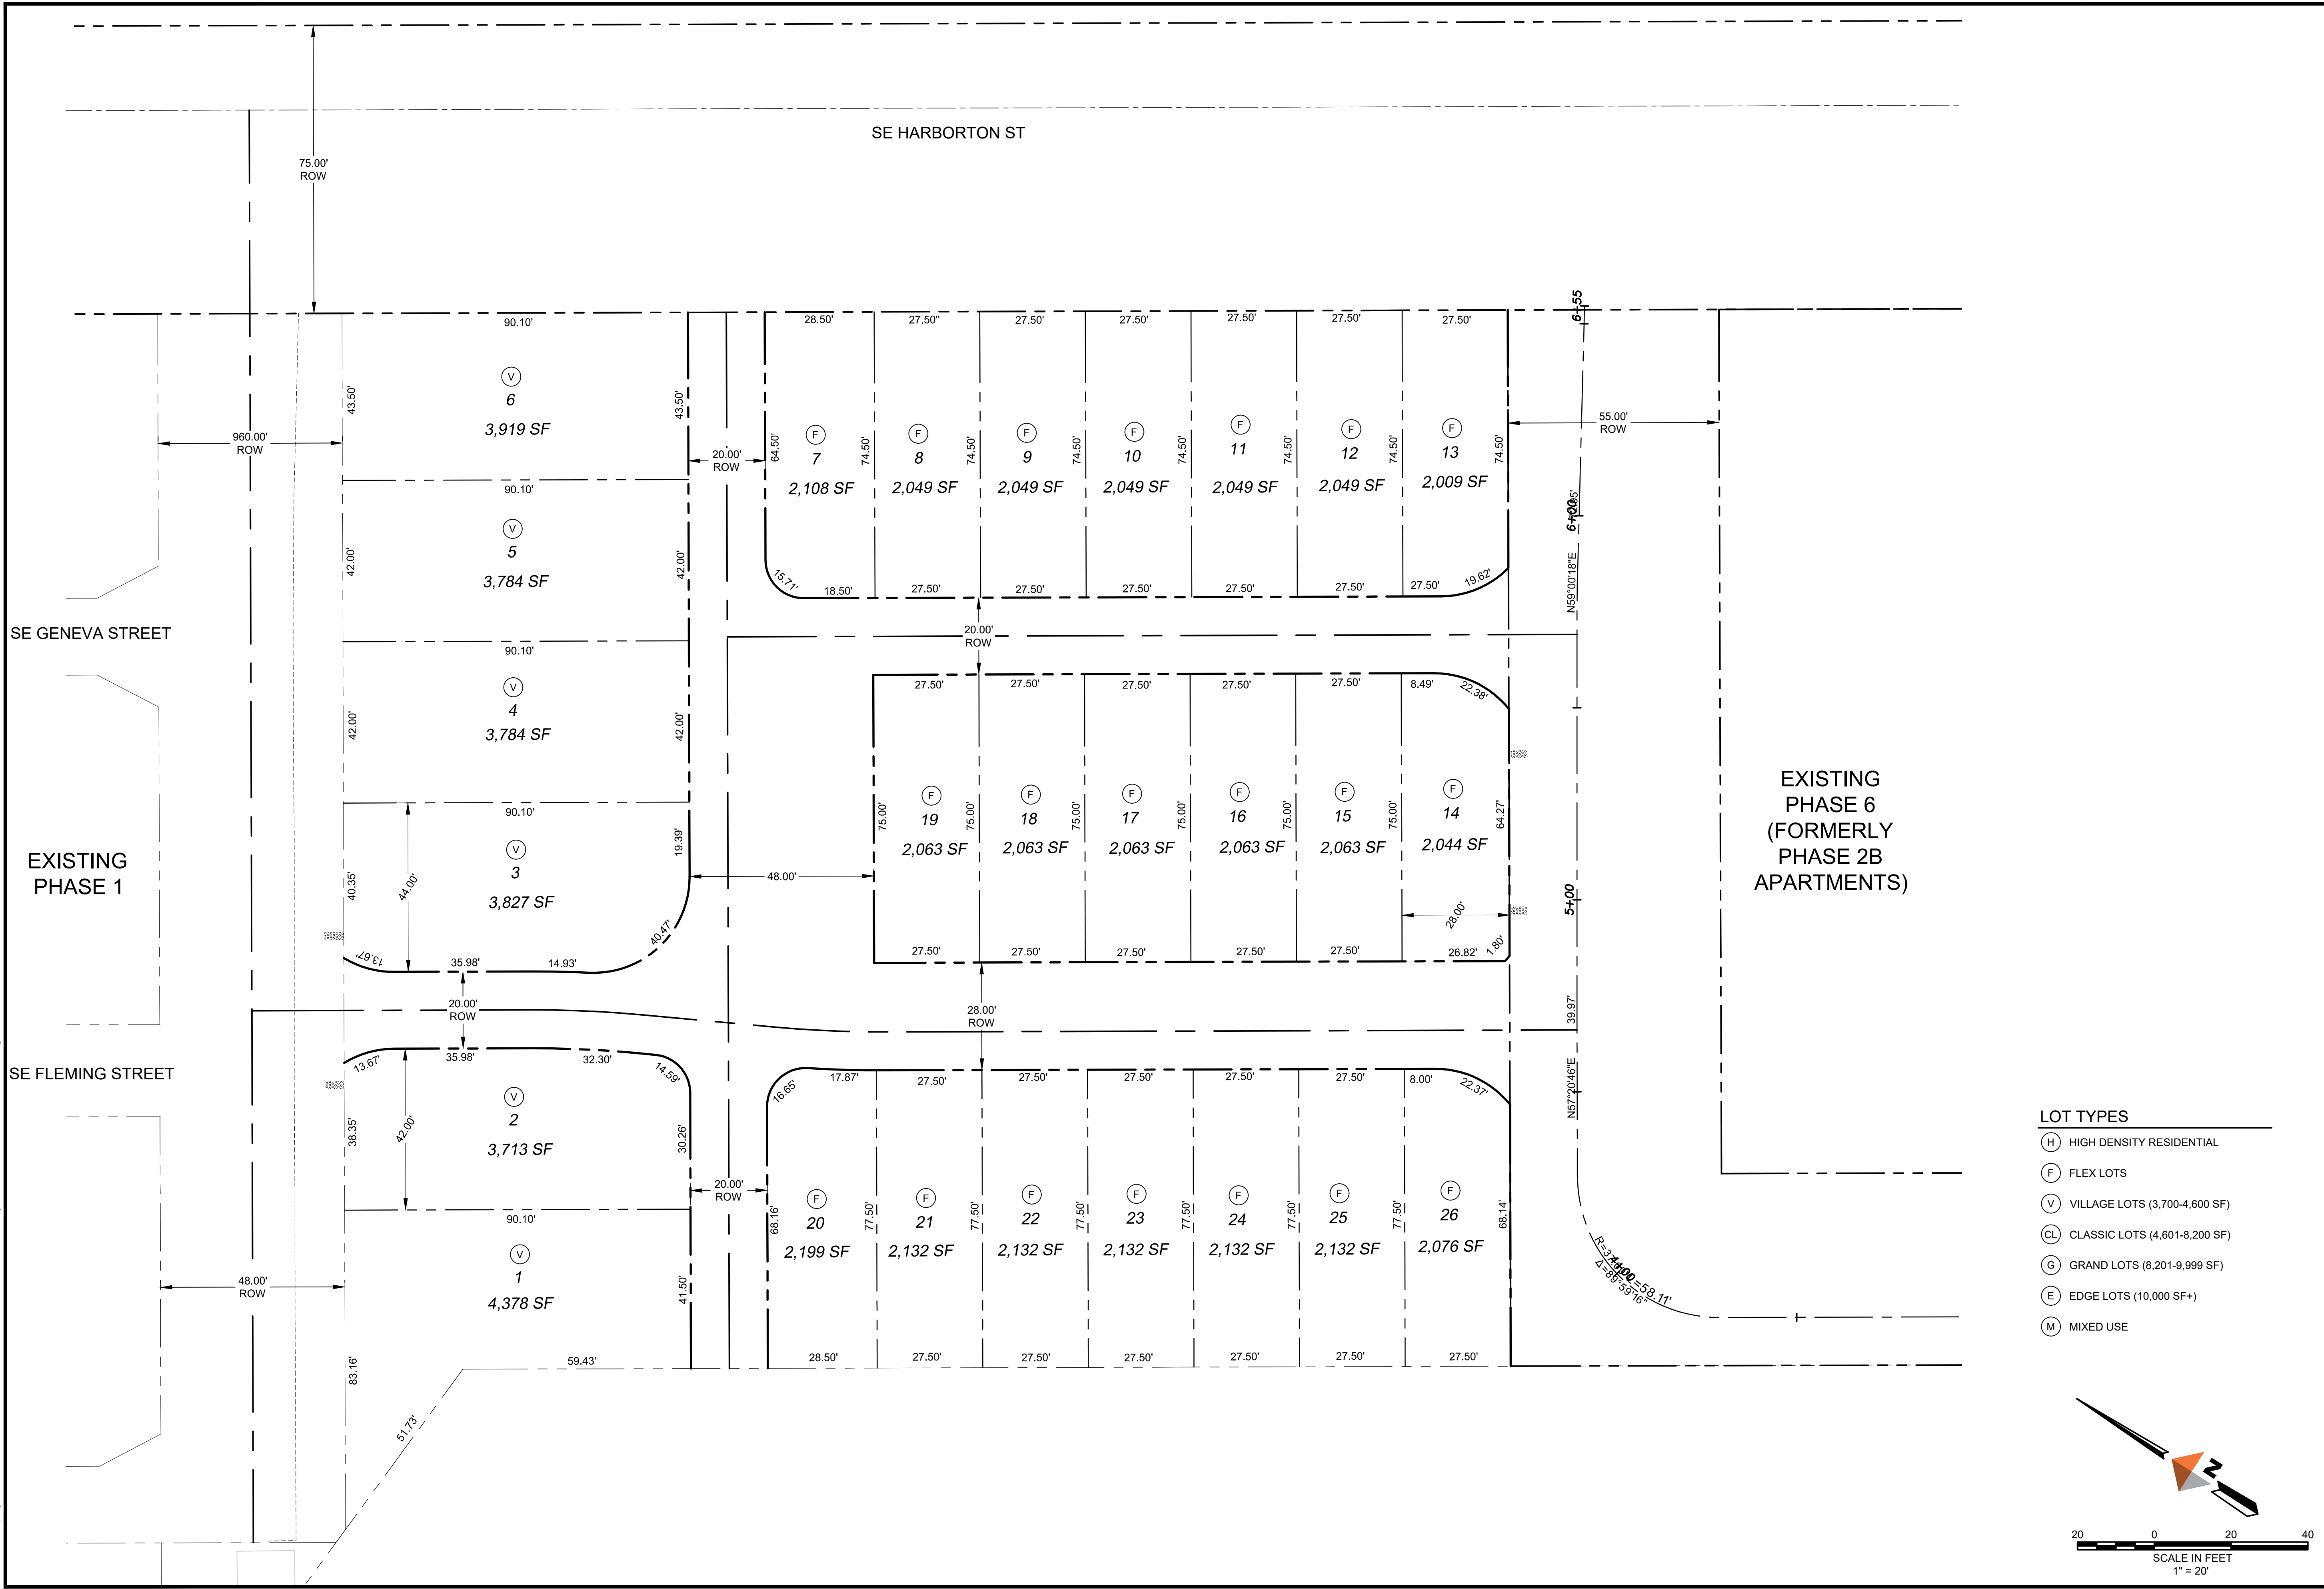 SE HARBORTON ST
75.00'
ROW
90.10'
V
6
3,919 SF
43.50'
43.50'
960.00'
ROW
90.10'
V
5
3,784 SF
42.00'
42.00'
SE GENEVA STREET
90.10'
V
4
3,784 SF
42.00'
42.00'
90.10'
V
3
3,827 SF
40.35'
44.00'
19.39'
40.47'
13.67'
35.98'
14.93'
EXISTING
PHASE 1
20.00'
ROW
SE FLEMING STREET
13.67'
35.98'
32.30'
14.59'
V
2
3,713 SF
38.35'
42.00'
30.26'
90.10'
V
1
4,378 SF
41.50'
48.00'
ROW
83.16'
59.43'
51.73'
20.00'
ROW
28.50'
27.50"
27.50'
27.50'
27.50'
27.50'
27.50'
64.50'
F
7
2,108 SF
74.50'
F
8
2,049 SF
74.50'
F
9
2,049 SF
74.50'
F
10
2,049 SF
74.50'
F
11
2,049 SF
74.50'
F
12
2,049 SF
74.50'
F
13
2,009 SF
74.50'
15.71'
18.50'
27.50'
27.50'
27.50'
27.50'
27.50'
27.50'
19.62'
55.00'
ROW
6+55
6+00
N59°00'18"E
20.00'
ROW
27.50'
27.50'
27.50'
27.50'
27.50'
8.49'
22.38'
75.00'
F
19
2,063 SF
75.00'
F
18
2,063 SF
75.00'
F
17
2,063 SF
75.00'
F
16
2,063 SF
75.00'
F
15
2,063 SF
75.00'
F
14
2,044 SF
64.27'
48.00'
28.00'
27.50'
27.50'
27.50'
27.50'
27.50'
26.82'
1.80'
5+00
39.97'
N57°20'46"E
28.00'
ROW
EXISTING
PHASE 6
(FORMERLY
PHASE 2B
APARTMENTS)
16.65'
17.87'
27.50'
27.50'
27.50'
27.50'
27.50'
8.00'
22.37'
20.00'
ROW
68.16'
F
20
2,199 SF
77.50'
F
21
2,132 SF
77.50'
F
22
2,132 SF
77.50'
F
23
2,132 SF
77.50'
F
24
2,132 SF
77.50'
F
25
2,132 SF
77.50'
F
26
2,076 SF
68.14'
28.50'
27.50'
27.50'
27.50'
27.50'
27.50'
27.50'
4+00
L=58.11'
Δ=89°59'16"
LOT TYPES
H HIGH DENSITY RESIDENTIAL
F FLEX LOTS
V VILLAGE LOTS (3,700-4,600 SF)
CL CLASSIC LOTS (4,601-8,200 SF)
G GRAND LOTS (8,201-9,999 SF)
E EDGE LOTS (10,000 SF+)
M MIXED USE
N
20 0 20 40
SCALE IN FEET
1" = 20'